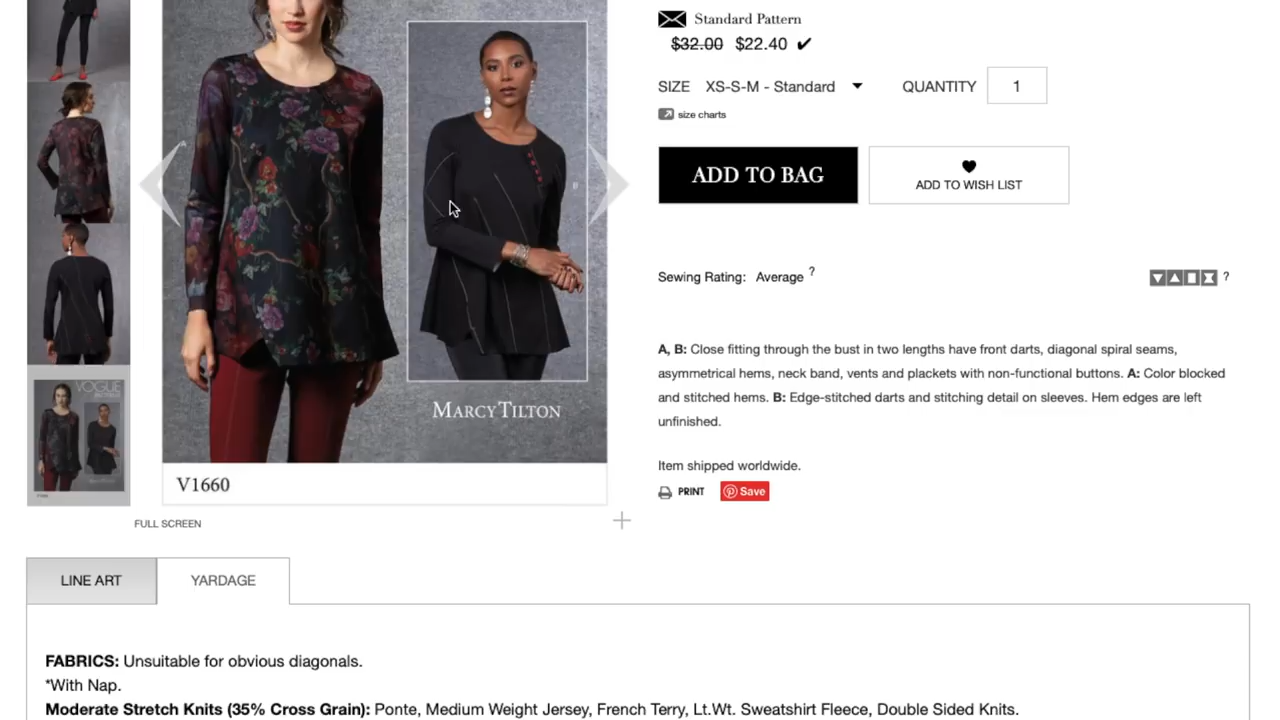 Standard Pattern
$32.00 $22.40 ✔
SIZE XS-S-M - Standard QUANTITY 1
size charts
ADD TO BAG
ADD TO WISH LIST
Sewing Rating: Average ?
?
A, B: Close fitting through the bust in two lengths have front darts, diagonal spiral seams,
asymmetrical hems, neck band, vents and plackets with non-functional buttons. A: Color blocked
and stitched hems. B: Edge-stitched darts and stitching detail on sleeves. Hem edges are left
unfinished.
Item shipped worldwide.
PRINT Save
B
MARCYTILTON
V1660
VOGUE
FULL SCREEN
LINE ART YARDAGE
FABRICS: Unsuitable for obvious diagonals.
*With Nap.
Moderate Stretch Knits (35% Cross Grain): Ponte, Medium Weight Jersey, French Terry, Lt.Wt. Sweatshirt Fleece, Double Sided Knits.